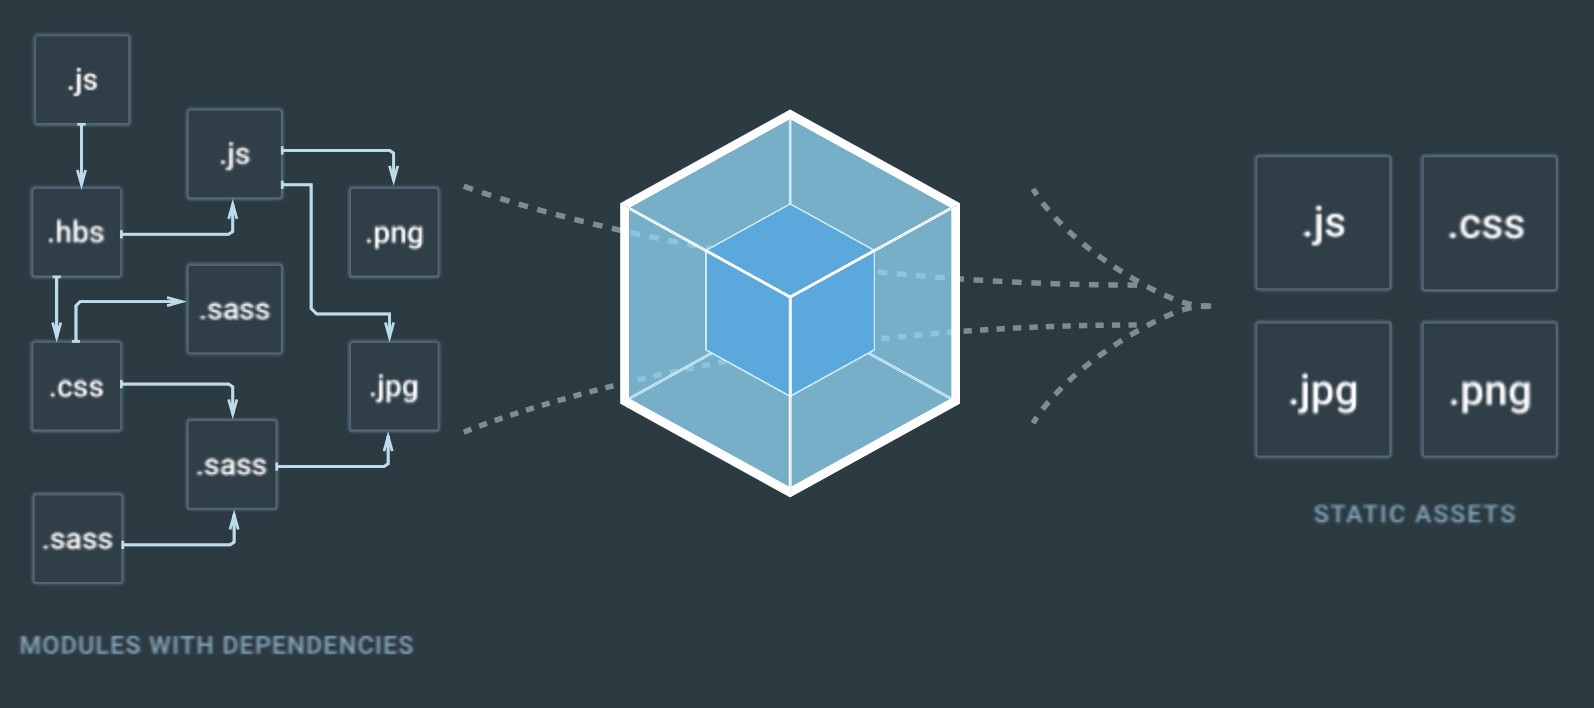 .js
.js
.hbs
.png
.sass
.css
.jpg
.sass
.sass
MODULES WITH DEPENDENCIES
.js
.css
.jpg
.png
STATIC ASSETS